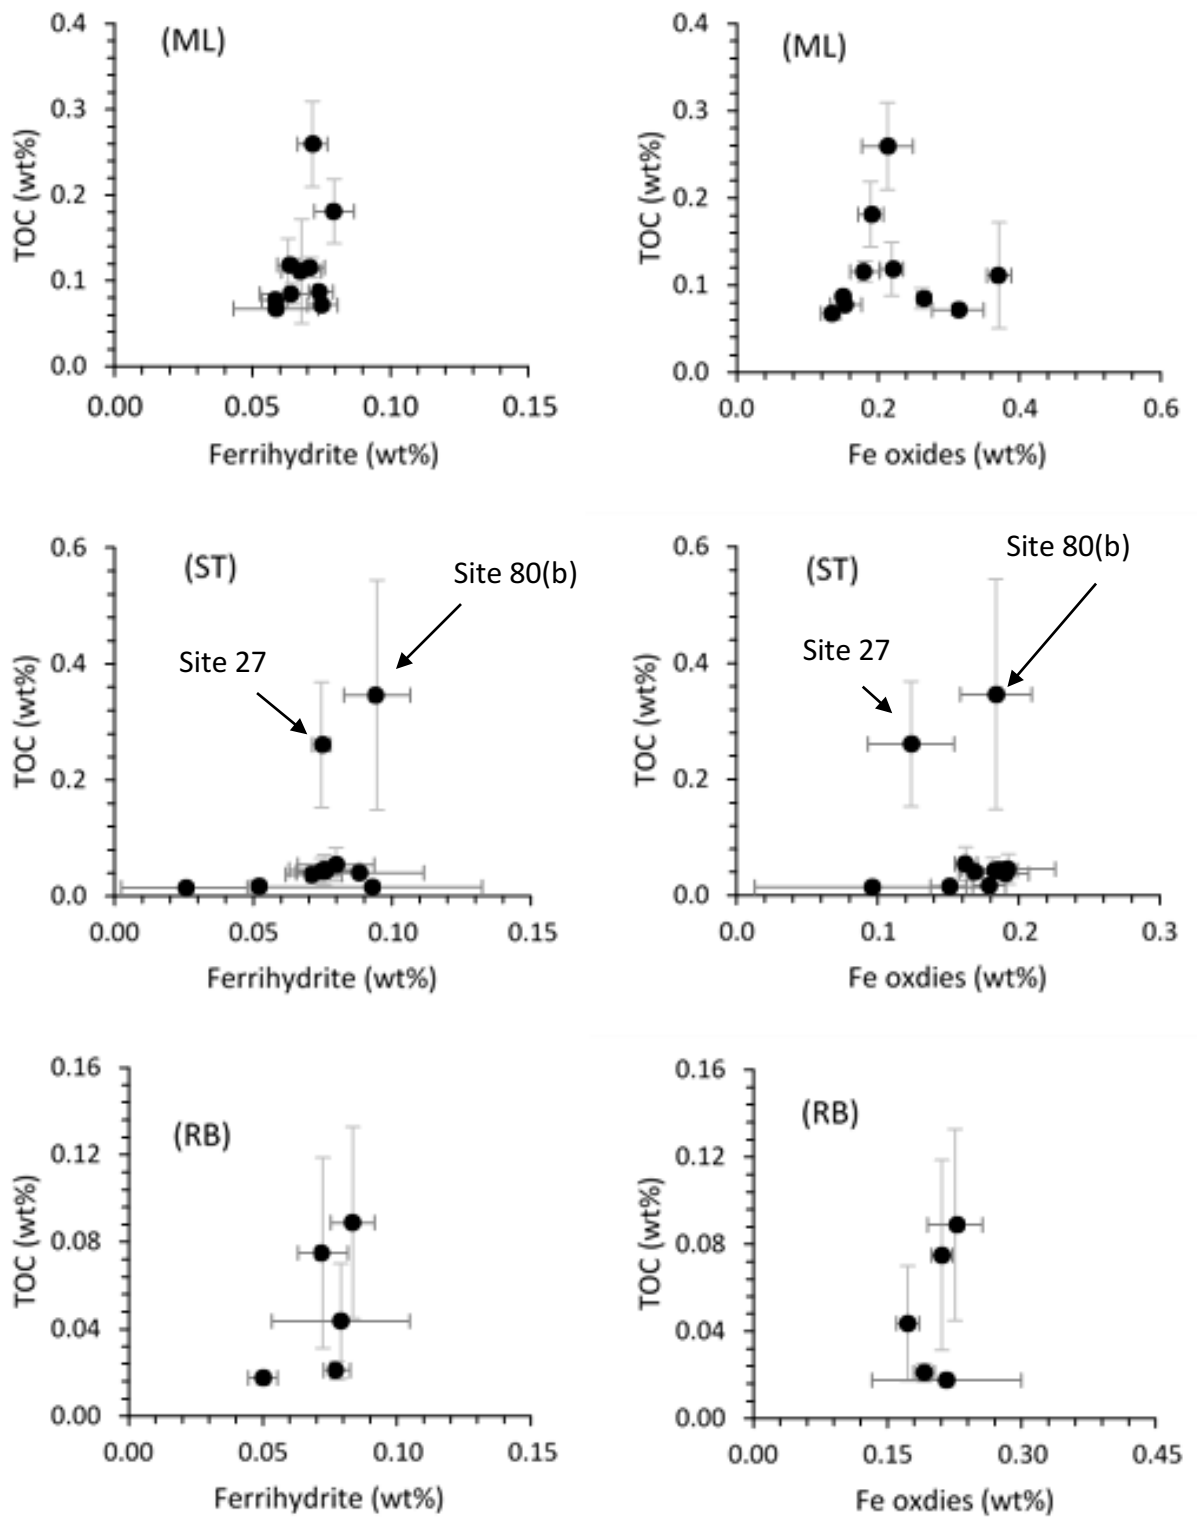 0.4
(ML)
0.3
0.2
0.1
0.0
TOC (wt%)
0.00 0.05 0.10 0.15
Ferrihydrite (wt%)
0.4
(ML)
0.3
0.2
0.1
0.0
TOC (wt%)
0.0 0.2 0.4 0.6
Fe oxides (wt%)
0.6
(ST)
Site 80(b)
Site 27
0.4
0.2
0.0
TOC (wt%)
0.00 0.05 0.10 0.15
Ferrihydrite (wt%)
0.6
(ST)
Site 80(b)
Site 27
0.4
0.2
0.0
TOC (wt%)
0.0 0.1 0.2 0.3
Fe oxdies (wt%)
0.16
(RB)
0.12
0.08
0.04
0.00
TOC (wt%)
0.00 0.05 0.10 0.15
Ferrihydrite (wt%)
0.16
(RB)
0.12
0.08
0.04
0.00
TOC (wt%)
0.00 0.15 0.30 0.45
Fe oxdies (wt%)